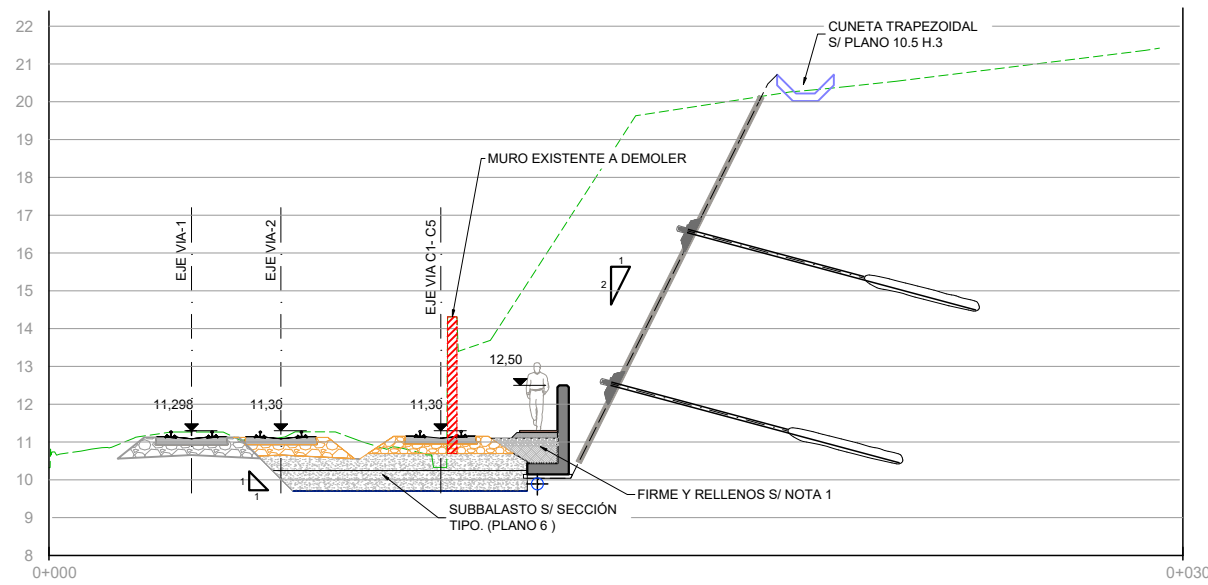 22
21
20
19
18
17
16
15
14
13
12
11
10
9
8
CUNETA TRAPEZOIDAL
S/ PLANO 10.5 H.3
MURO EXISTENTE A DEMOLER
EJE VIA-1
EJE VIA-2
EJE VIA C1- C5
1
2
12,50
11,298
11,30
11,30
1
1
FIRME Y RELLENOS S/ NOTA 1
SUBBALASTO S/ SECCIÓN
TIPO. (PLANO 6 )
0+000
0+030